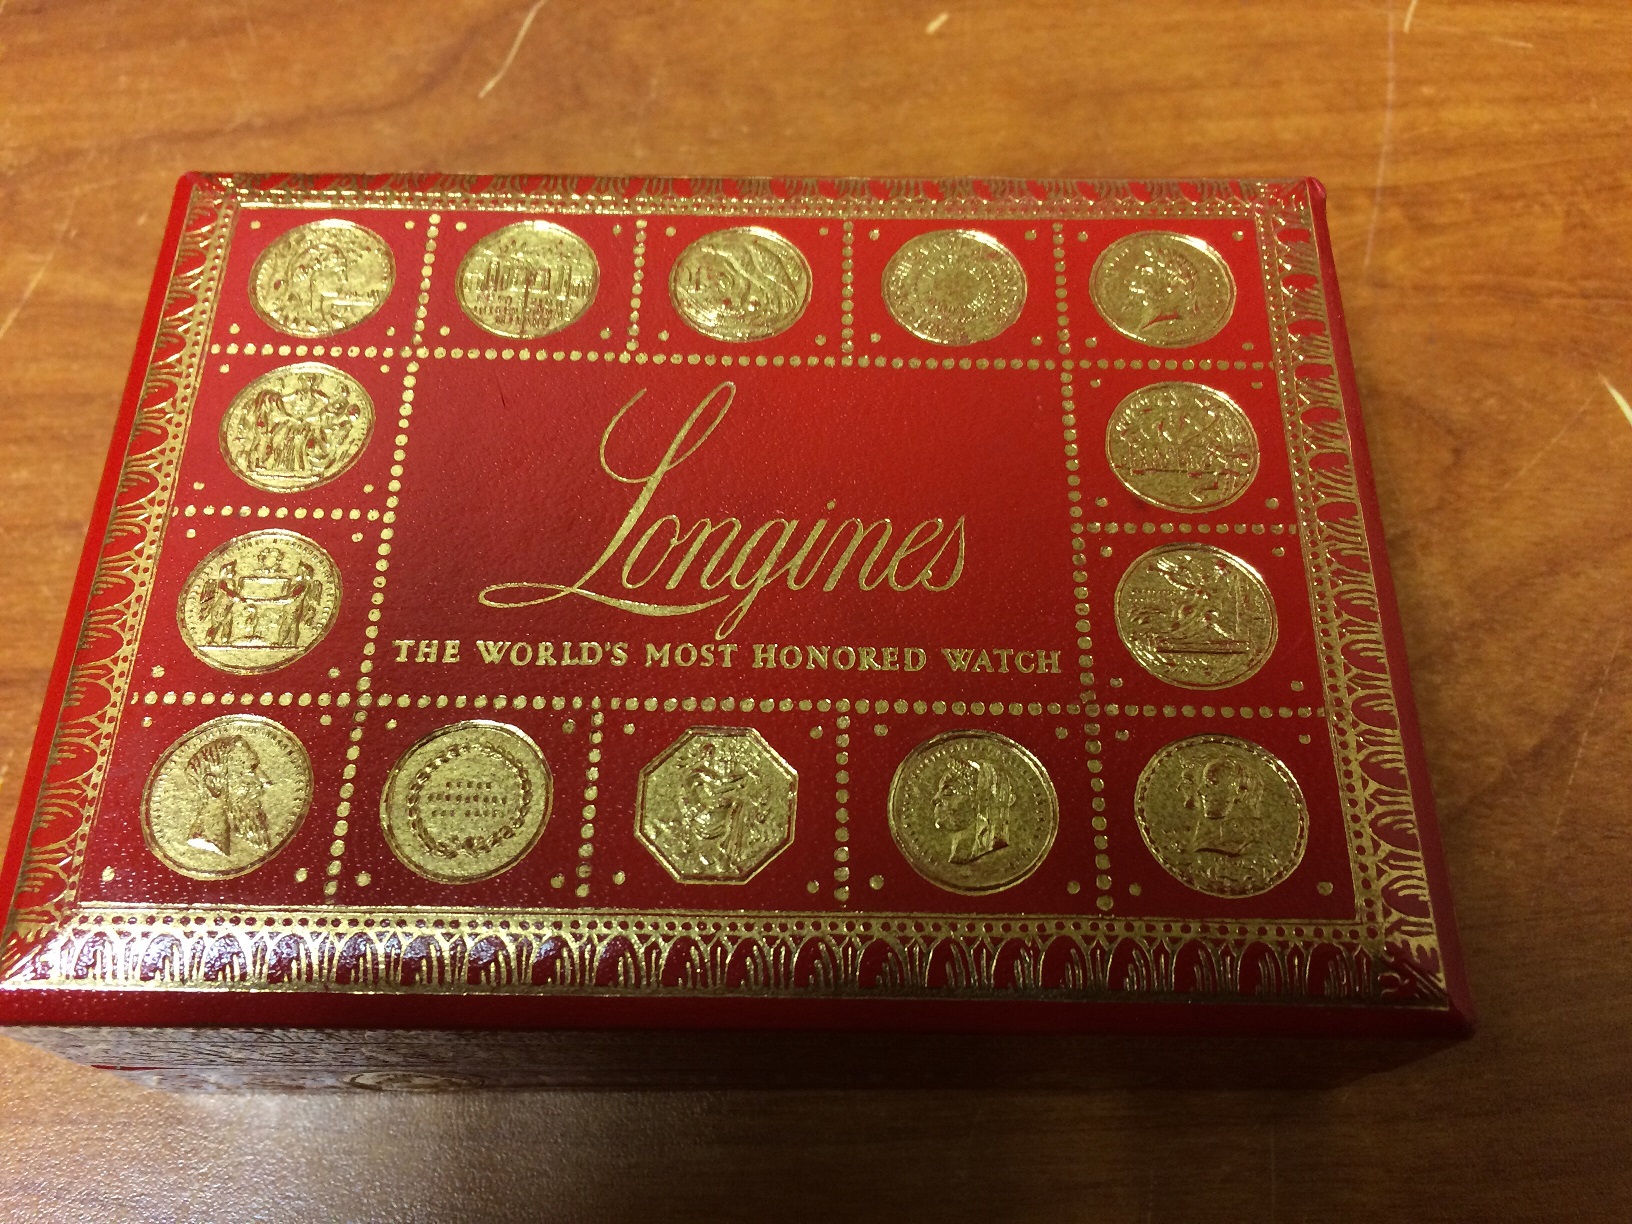 Longines
THE WORLD'S MOST HONORED WATCH